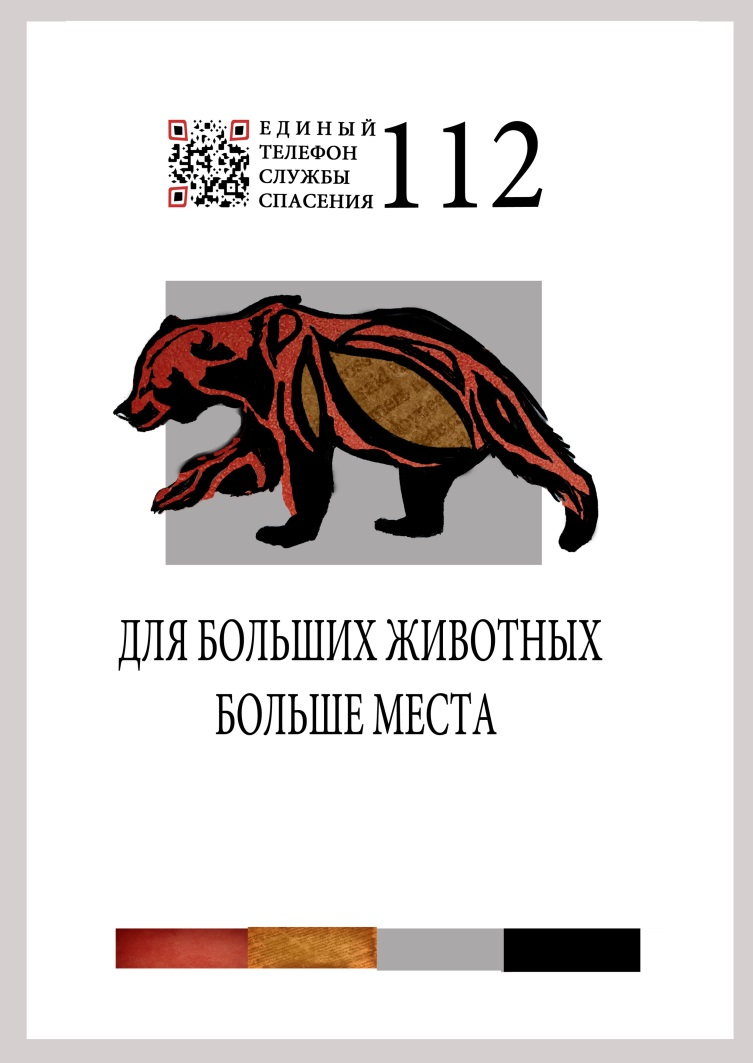 ЕДИНЫЙ
ТЕЛЕФОН
СЛУЖБЫ
СПАСЕНИЯ
112
ДЛЯ БОЛЬШИХ ЖИВОТНЫХ
БОЛЬШЕ МЕСТА